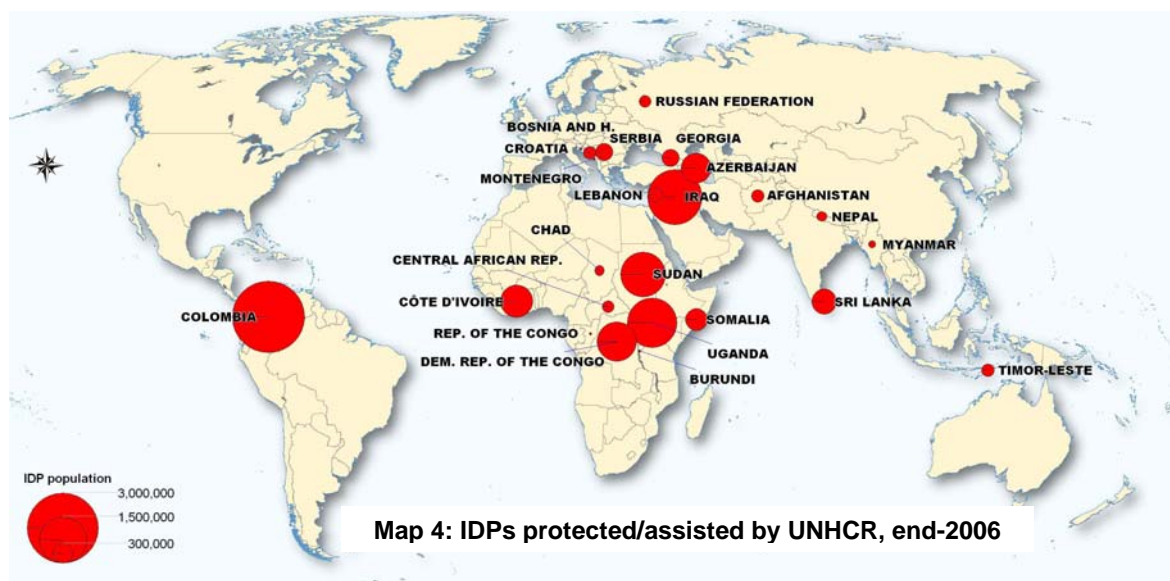 RUSSIAN FEDERATION
BOSNIA AND H.
SERBIA
GEORGIA
CROATIA
AZERBAIJAN
MONTENEGRO
LEBANON
IRAQ
AFGHANISTAN
NEPAL
CHAD
MYANMAR
CENTRAL AFRICAN REP.
SUDAN
CÔTE D'IVOIRE
SRI LANKA
COLOMBIA
SOMALIA
REP. OF THE CONGO
UGANDA
DEM. REP. OF THE CONGO
BURUNDI
TIMOR-LESTE
IDP population
3,000,000
1,500,000
300,000
Map 4: IDPs protected/assisted by UNHCR, end-2006